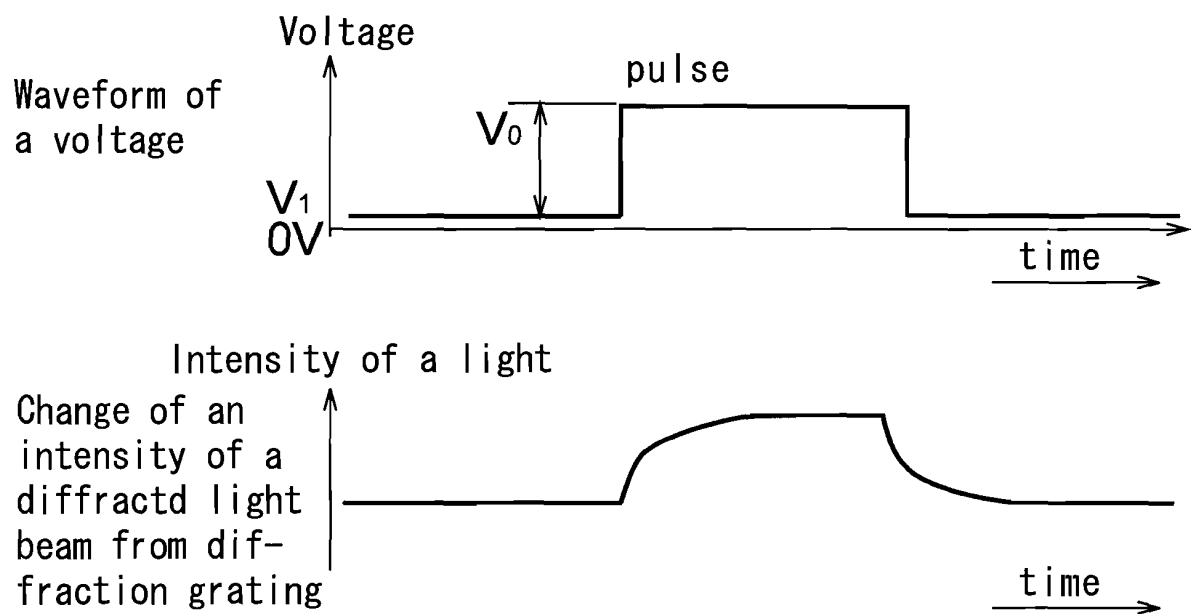 Voltage
Waveform of
a voltage
pulse
V0
V1
0V
time
Intensity of a light
Change of an
intensity of a
diffractd light
beam from dif-
fraction grating
time